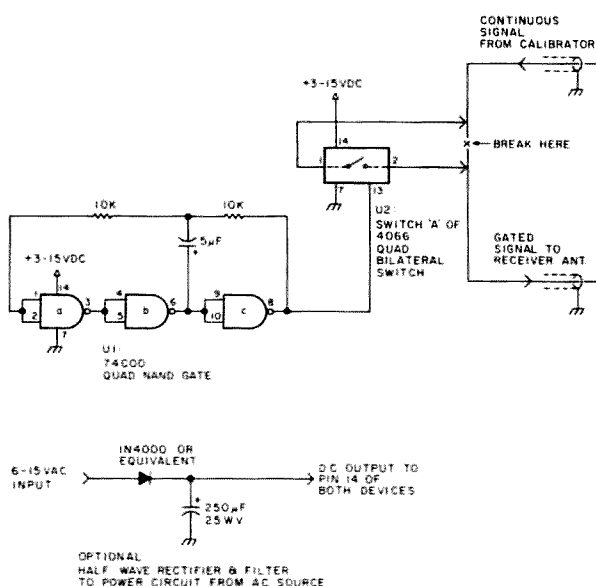 CONTINUOUS
SIGNAL
FROM CALIBRATOR
+3-15VDC
14
1
2
BREAK HERE
7
13
U2:
SWITCH 'A' OF
4066
QUAD
BILATERAL
SWITCH
GATED
SIGNAL TO
RECEIVER ANT.
10K
10K
5µF
+
+3-15VDC
14
1
2
a
3
7
4
5
b
6
9
10
c
8
U1:
74C00
QUAD NAND GATE
1N4000 OR
EQUIVALENT
6-15VAC
INPUT
DC OUTPUT TO
PIN 14 OF
BOTH DEVICES
+
250µF
25WV
OPTIONAL
HALF WAVE RECTIFIER & FILTER
TO POWER CIRCUIT FROM AC SOURCE